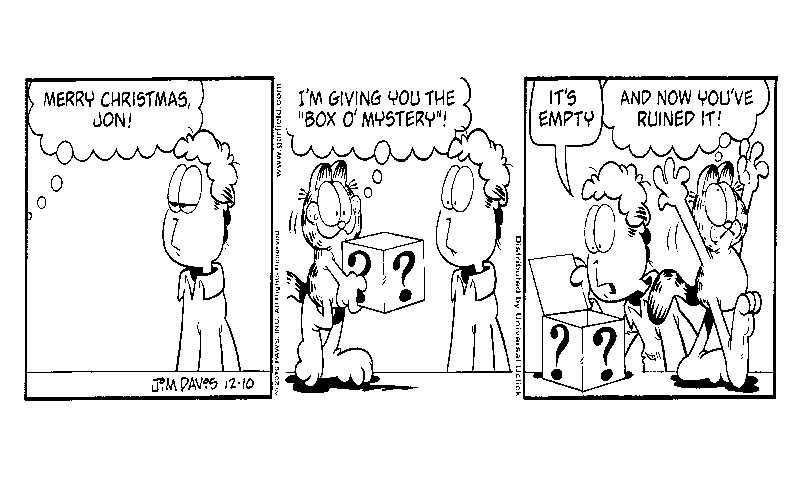 MERRY CHRISTMAS,
JON!
JIM DAVIS 12·10
www.garfield.com
I'M GIVING YOU THE
"BOX O' MYSTERY"!
? ?
IT'S
EMPTY
AND NOW YOU'VE
RUINED IT!
? ?
Distributed by Universal Uclick